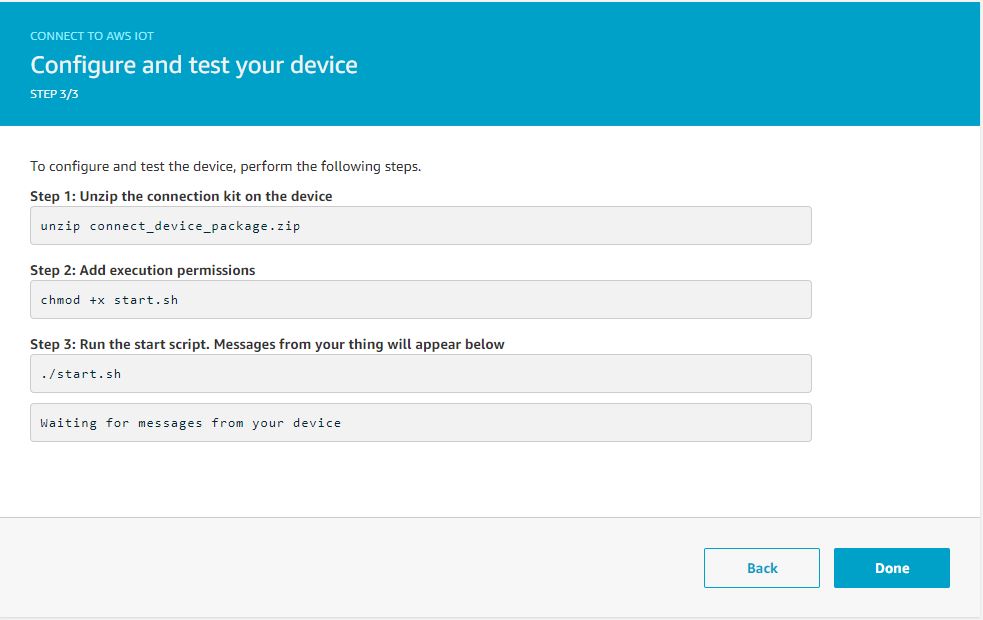 CONNECT TO AWS IOT
Configure and test your device
STEP 3/3
To configure and test the device, perform the following steps.
Step 1: Unzip the connection kit on the device
unzip connect_device_package.zip
Step 2: Add execution permissions
chmod +x start.sh
Step 3: Run the start script. Messages from your thing will appear below
./start.sh
Waiting for messages from your device
Back
Done